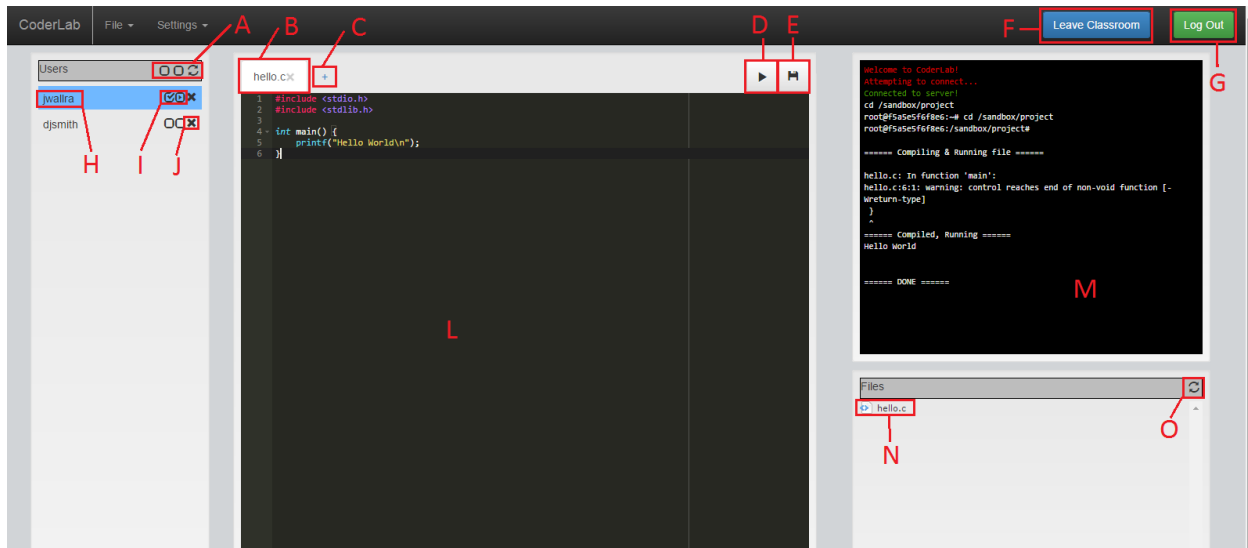 CoderLab File Settings A B C D E F Leave Classroom Log Out G
Users
jwallra
djsmith
H I J
hello.c× +
1 #include <stdio.h>
2 #include <stdlib.h>
3
4 int main() {
5 printf("Hello World\n");
6 }
L
Welcome to CoderLab!
Attempting to connect...
Connected to server!
cd /sandbox/project
root@f5a5e5f6f8e6:~# cd /sandbox/project
root@f5a5e5f6f8e6:/sandbox/project#
====== Compiling & Running file ======
hello.c: In function 'main':
hello.c:6:1: warning: control reaches end of non-void function [-
Wreturn-type]
}
^
====== Compiled, Running ======
Hello World
====== DONE ======
M
Files
hello.c
N O